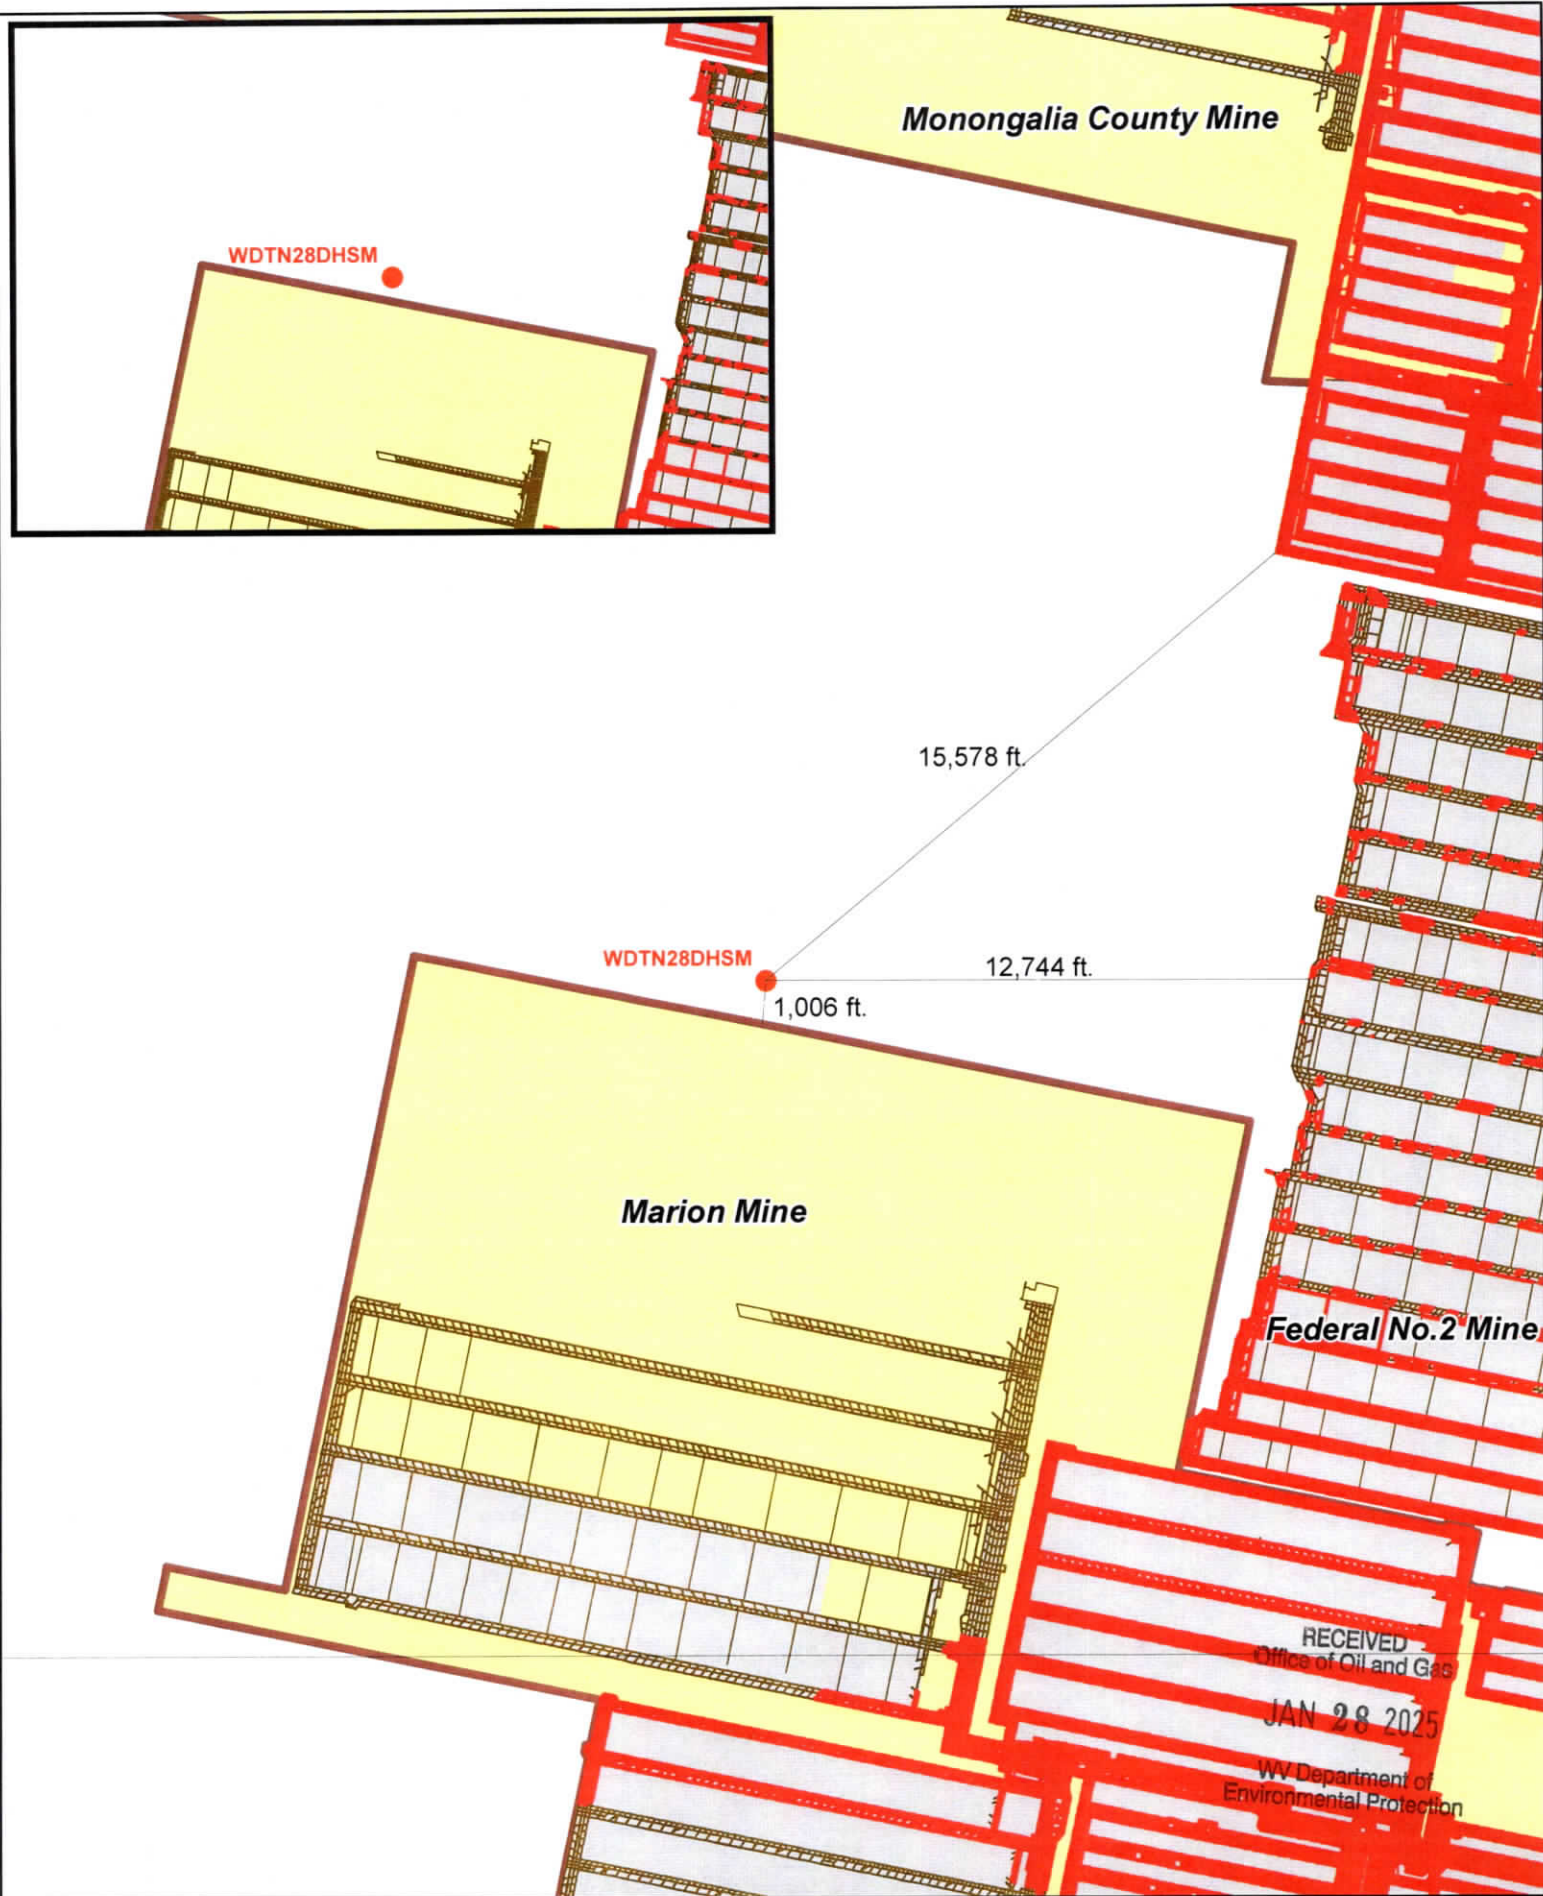 Monongalia County Mine
WDTN28DHSM
15,578 ft.
WDTN28DHSM
12,744 ft.
1,006 ft.
Marion Mine
Federal No.2 Mine
RECEIVED
Office of Oil and Gas
JAN 28 2025
WV Department of
Environmental Protection